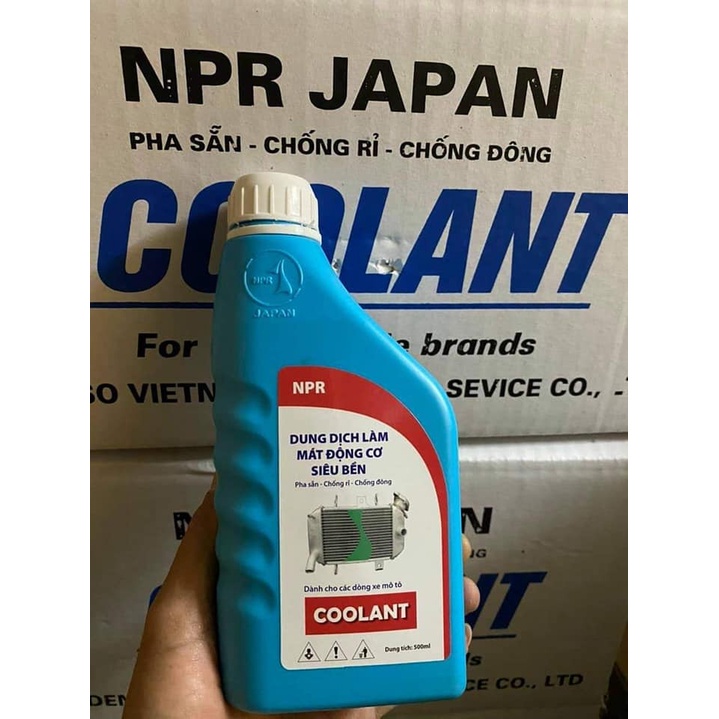 NPR JAPAN
PHA SẴN - CHỐNG RỈ - CHỐNG ĐÔNG
COOLANT
For brands
VIETN SEVICE CO.,
NPR
JAPAN
NPR
DUNG DỊCH LÀM
MÁT ĐỘNG CƠ
SIÊU BỀN
Pha sẵn - Chống rỉ - Chống đông
Dành cho các dòng xe mô tô
COOLANT
Dung tích: 500ml
COOLANT
CE CO., LTD